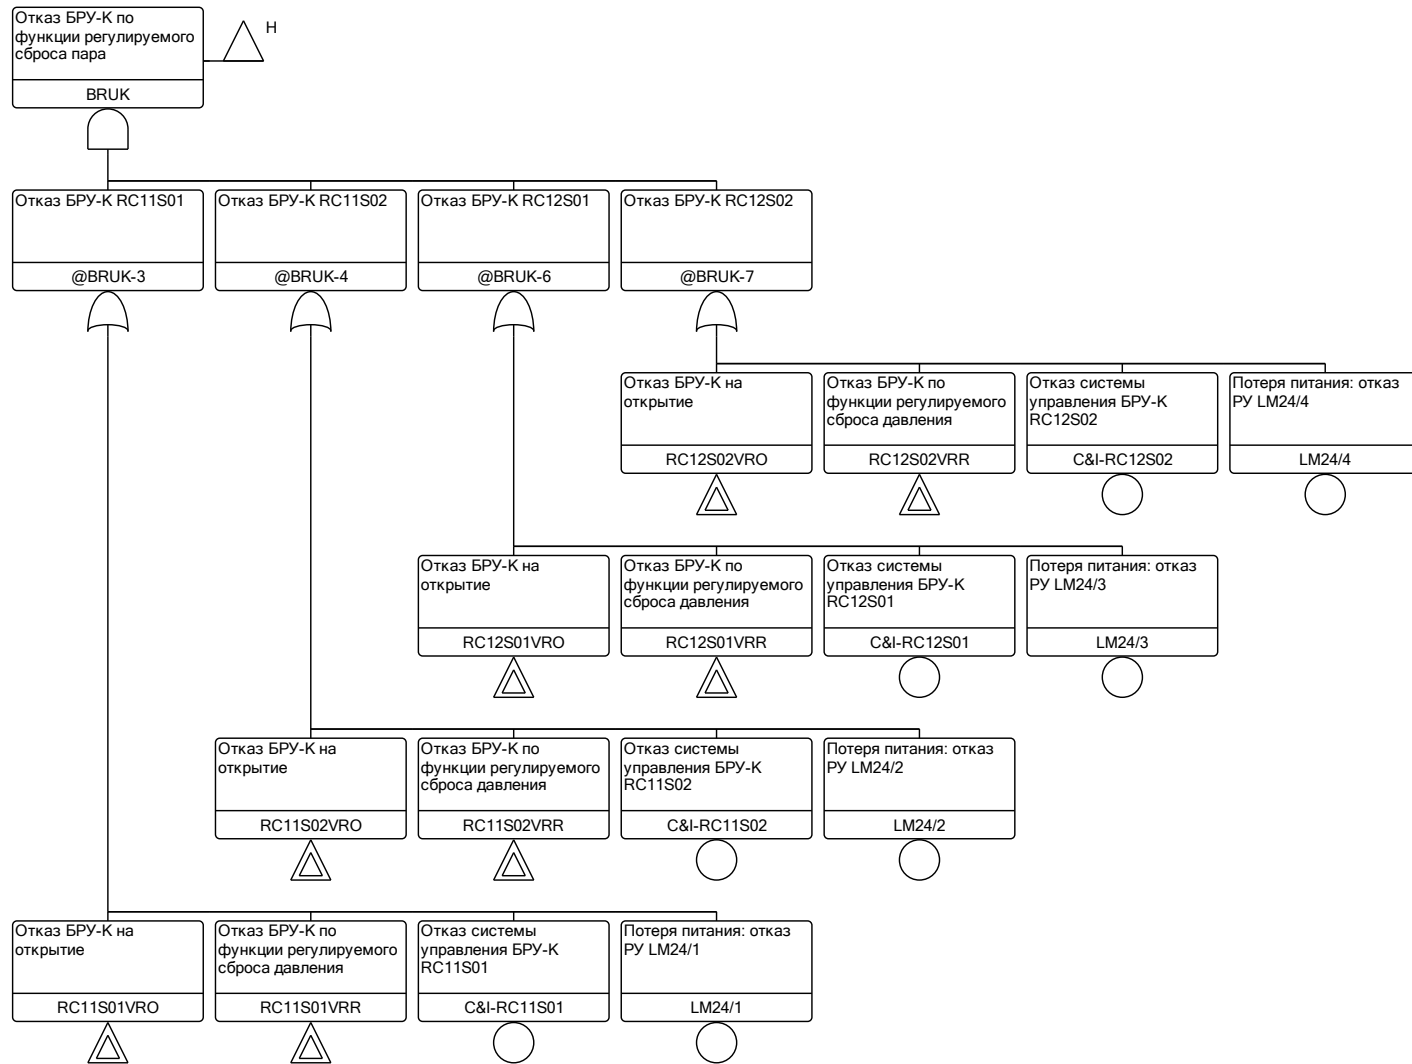 Отказ БРУ-К по
функции регулируемого
сброса пара
BRUK
H
Отказ БРУ-К RC11S01
@BRUK-3
Отказ БРУ-К RC11S02
@BRUK-4
Отказ БРУ-К RC12S01
@BRUK-6
Отказ БРУ-К RC12S02
@BRUK-7
Отказ БРУ-К на
открытие
RC12S02VRO
Отказ БРУ-К по
функции регулируемого
сброса давления
RC12S02VRR
Отказ системы
управления БРУ-К
RC12S02
C&I-RC12S02
Потеря питания: отказ
РУ LM24/4
LM24/4
Отказ БРУ-К на
открытие
RC12S01VRO
Отказ БРУ-К по
функции регулируемого
сброса давления
RC12S01VRR
Отказ системы
управления БРУ-К
RC12S01
C&I-RC12S01
Потеря питания: отказ
РУ LM24/3
LM24/3
Отказ БРУ-К на
открытие
RC11S02VRO
Отказ БРУ-К по
функции регулируемого
сброса давления
RC11S02VRR
Отказ системы
управления БРУ-К
RC11S02
C&I-RC11S02
Потеря питания: отказ
РУ LM24/2
LM24/2
Отказ БРУ-К на
открытие
RC11S01VRO
Отказ БРУ-К по
функции регулируемого
сброса давления
RC11S01VRR
Отказ системы
управления БРУ-К
RC11S01
C&I-RC11S01
Потеря питания: отказ
РУ LM24/1
LM24/1